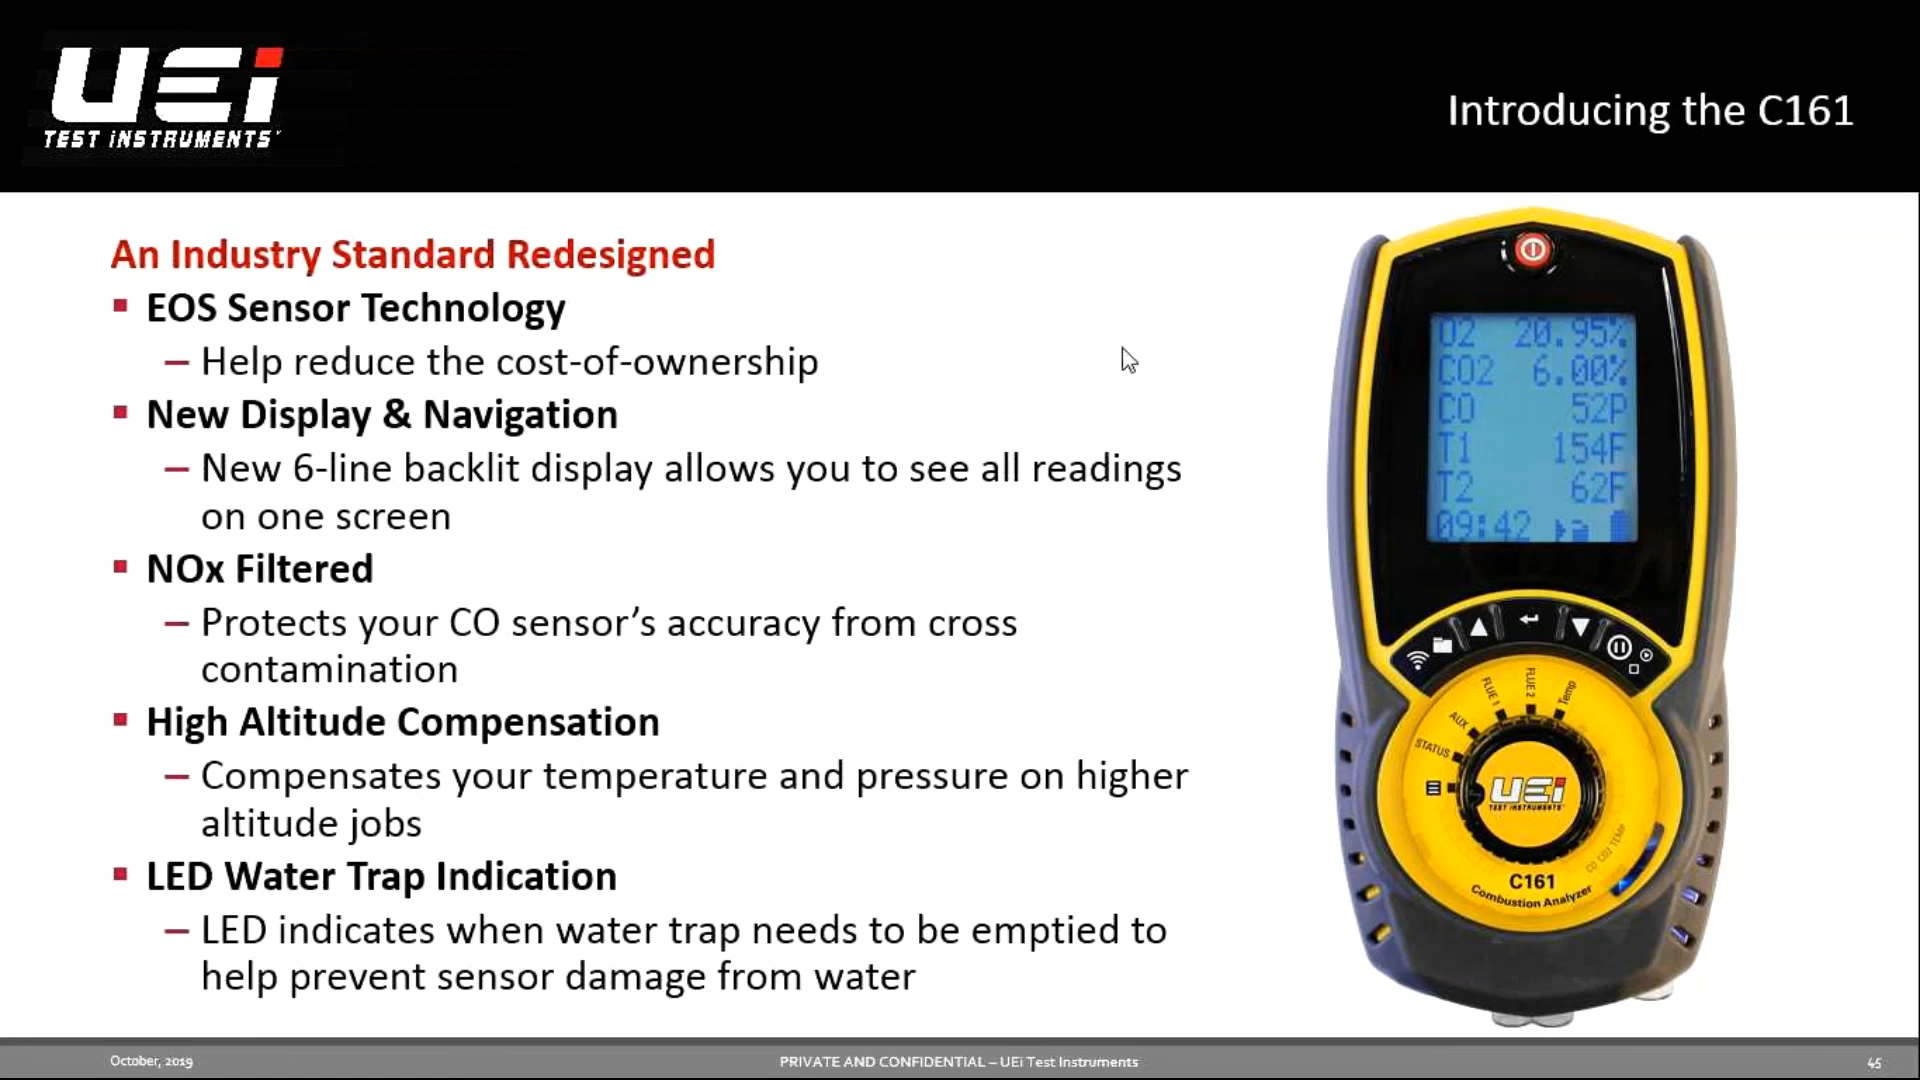 UEi
TEST INSTRUMENTS
Introducing the C161
An Industry Standard Redesigned
EOS Sensor Technology
– Help reduce the cost-of-ownership
New Display & Navigation
– New 6-line backlit display allows you to see all readings
on one screen
NOx Filtered
– Protects your CO sensor’s accuracy from cross
contamination
High Altitude Compensation
– Compensates your temperature and pressure on higher
altitude jobs
LED Water Trap Indication
– LED indicates when water trap needs to be emptied to
help prevent sensor damage from water
O2 20.95%
CO2 6.00%
CO 52P
T1 154F
T2 62F
09:42
STATUS
AUX
FLUE 1
FLUE 2
Temp
UEi
TEST INSTRUMENTS
CO CO2 TEMP
C161
Combustion Analyzer
October, 2019
PRIVATE AND CONFIDENTIAL – UEi Test Instruments
45